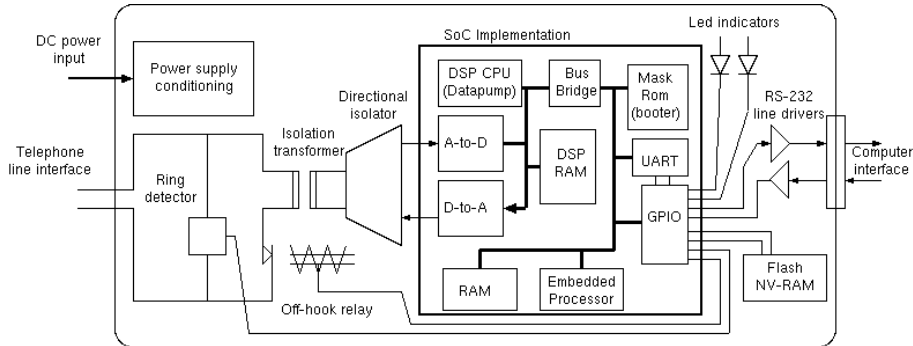 DC power
input
Power supply
conditioning
Telephone
line interface
Ring
detector
Isolation
transformer
Directional
isolator
Off-hook relay
SoC Implementation
DSP CPU
(Datapump)
Bus
Bridge
Mask
Rom
(booter)
A-to-D
DSP
RAM
UART
D-to-A
GPIO
RAM
Embedded
Processor
Led indicators
RS-232
line drivers
Computer
interface
Flash
NV-RAM